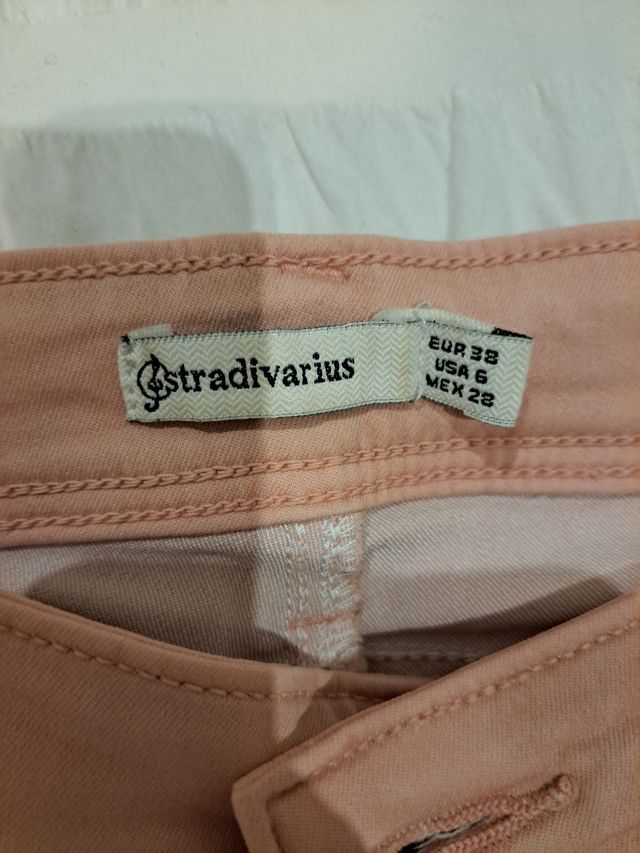 stradivarius
EUR 38
USA 6
MEX 28